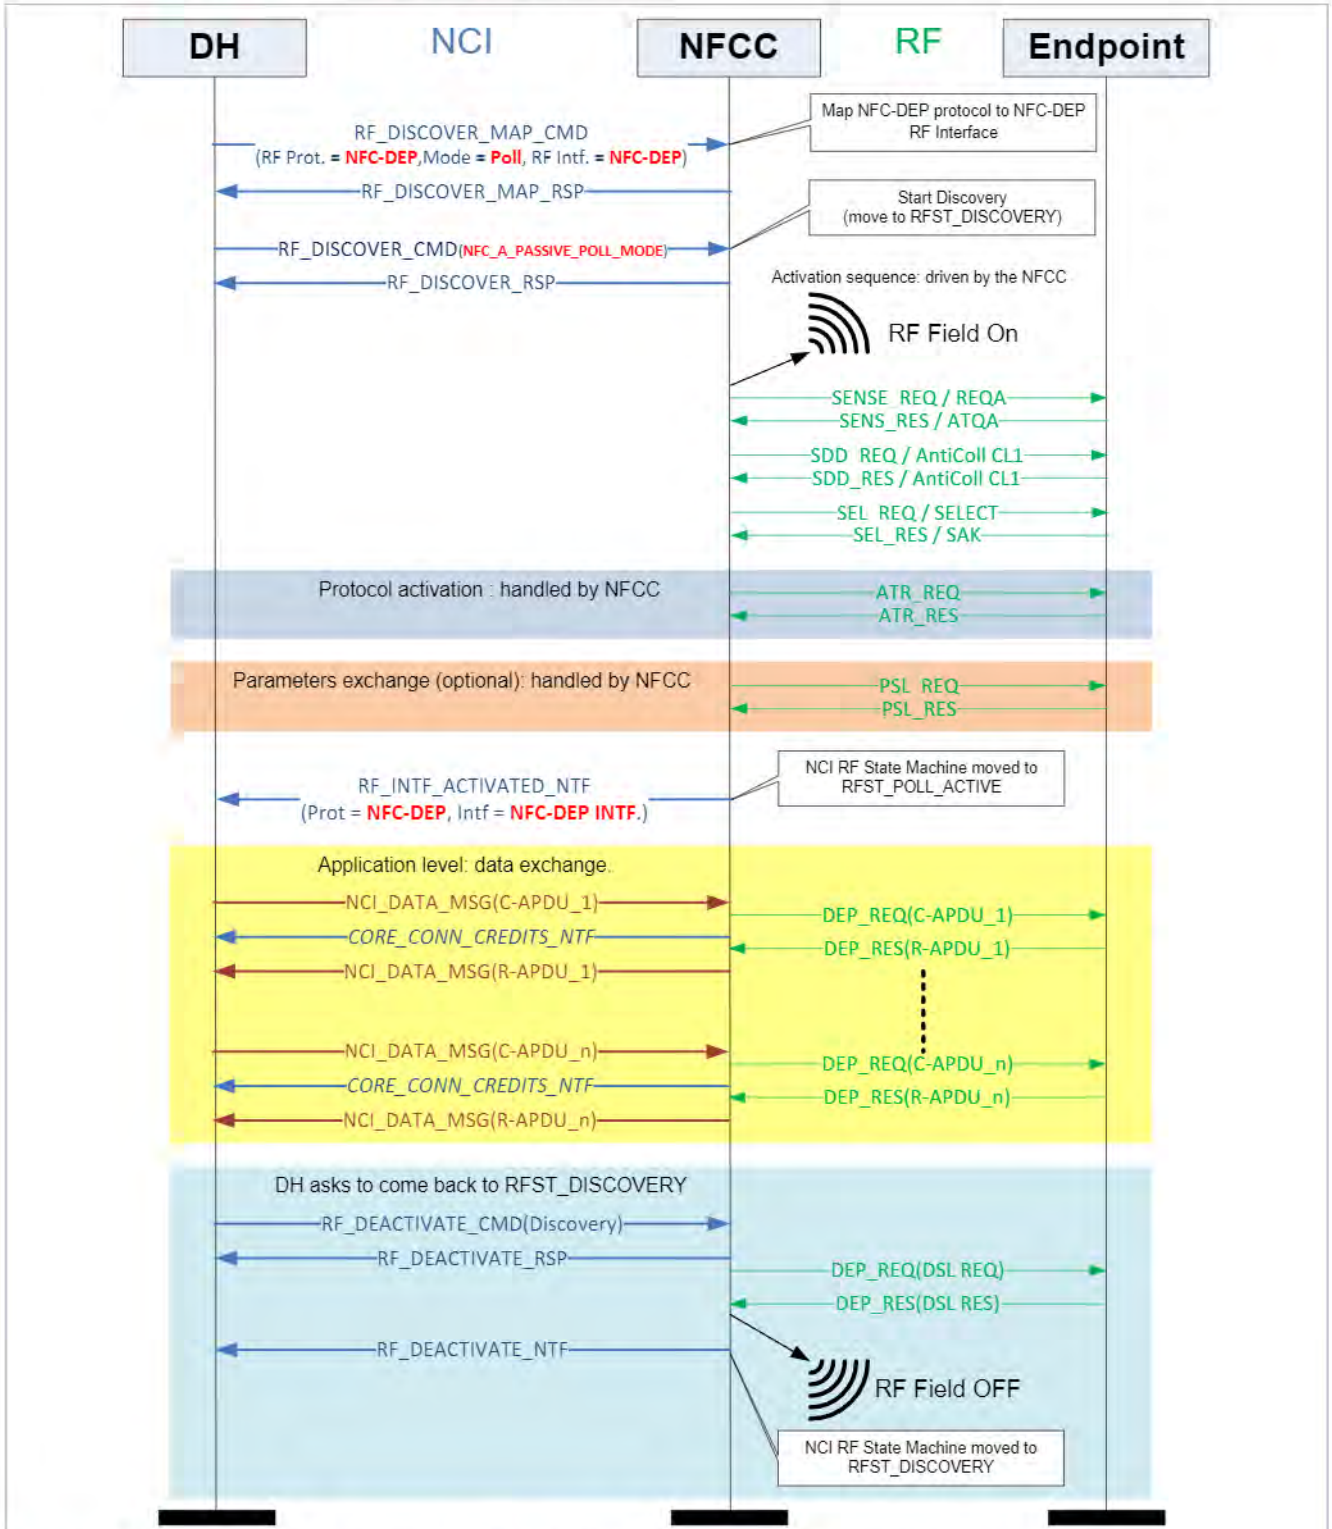 DH
NCI
NFCC
RF
Endpoint
Map NFC-DEP protocol to NFC-DEP
RF Interface
RF_DISCOVER_MAP_CMD
(RF Prot. = NFC-DEP,Mode = Poll, RF Intf. = NFC-DEP)
RF_DISCOVER_MAP_RSP
Start Discovery
(move to RFST_DISCOVERY)
RF_DISCOVER_CMD(NFC_A_PASSIVE_POLL_MODE)
RF_DISCOVER_RSP
Activation sequence: driven by the NFCC
RF Field On
SENSE_REQ / REQA
SENS_RES / ATQA
SDD_REQ / AntiColl CL1
SDD_RES / AntiColl CL1
SEL_REQ / SELECT
SEL_RES / SAK
Protocol activation : handled by NFCC
ATR_REQ
ATR_RES
Parameters exchange (optional): handled by NFCC
PSL_REQ
PSL_RES
NCI RF State Machine moved to
RFST_POLL_ACTIVE
RF_INTF_ACTIVATED_NTF
(Prot = NFC-DEP, Intf = NFC-DEP INTF.)
Application level: data exchange.
NCI_DATA_MSG(C-APDU_1)
DEP_REQ(C-APDU_1)
CORE_CONN_CREDITS_NTF
DEP_RES(R-APDU_1)
NCI_DATA_MSG(R-APDU_1)
NCI_DATA_MSG(C-APDU_n)
DEP_REQ(C-APDU_n)
CORE_CONN_CREDITS_NTF
DEP_RES(R-APDU_n)
NCI_DATA_MSG(R-APDU_n)
DH asks to come back to RFST_DISCOVERY
RF_DEACTIVATE_CMD(Discovery)
RF_DEACTIVATE_RSP
DEP_REQ(DSL REQ)
DEP_RES(DSL RES)
RF_DEACTIVATE_NTF
RF Field OFF
NCI RF State Machine moved to
RFST_DISCOVERY